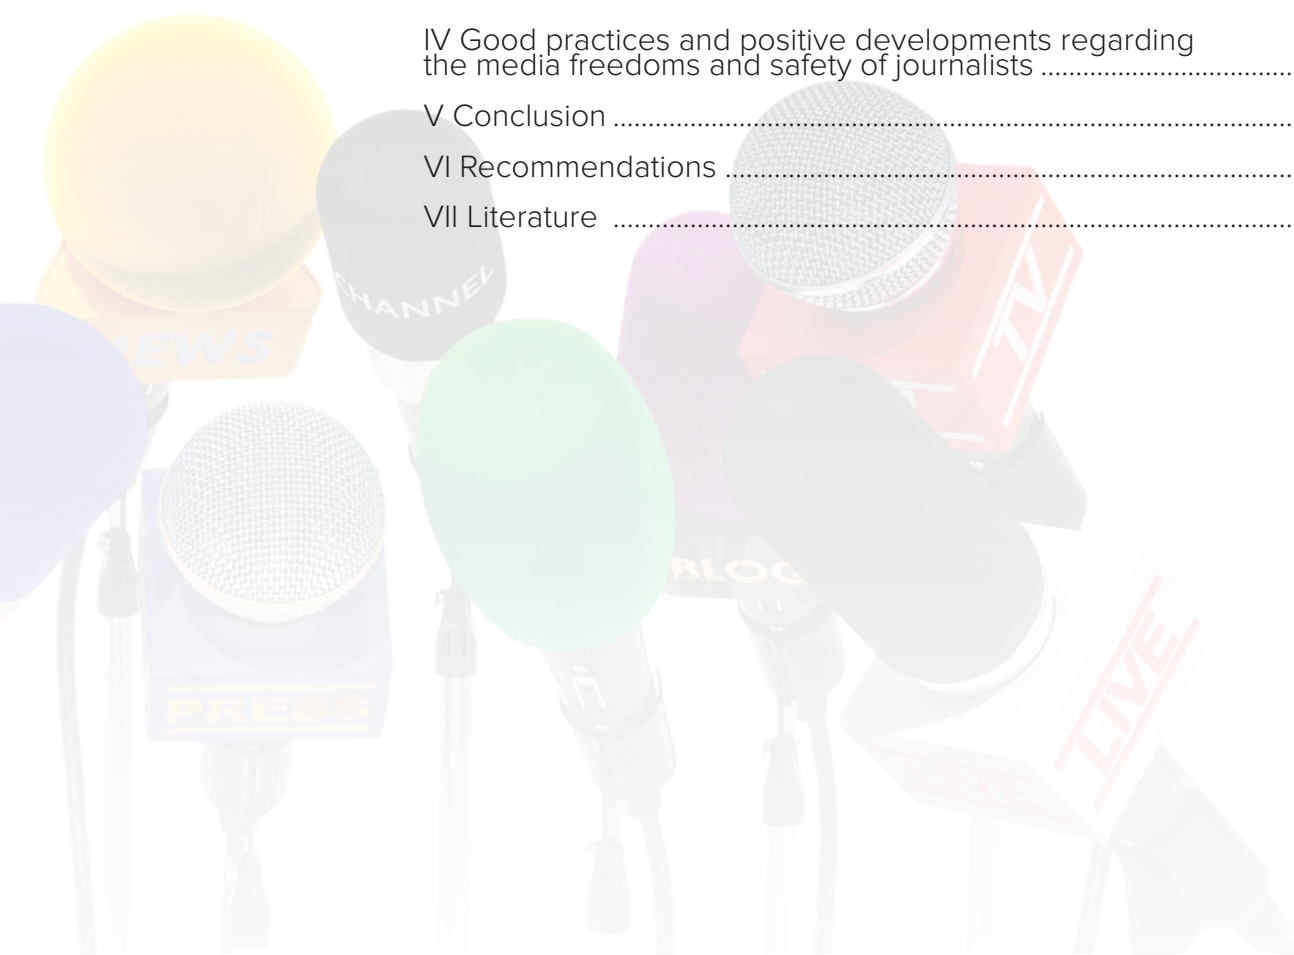 IV Good practices and positive developments regarding
the media freedoms and safety of journalists ....................................
V Conclusion .................................................................................................
VI Recommendations .................................................................................
VII Literature .................................................................................................
CHANNEL
TV
NEWS
BLOG
PRESS
LIVE
LIVE